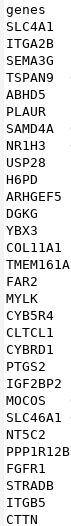 genes
SLC4A1
ITGA2B
SEMA3G
TSPAN9
ABHD5
PLAUR
SAMD4A
NR1H3
USP28
H6PD
ARHGEF5
DGKG
YBX3
COL11A1
TMEM161A
FAR2
MYLK
CYB5R4
CLTCL1
CYBRD1
PTGS2
IGF2BP2
MOCOS
SLC46A1
NT5C2
PPP1R12B
FGFR1
STRADB
ITGB5
CTTN